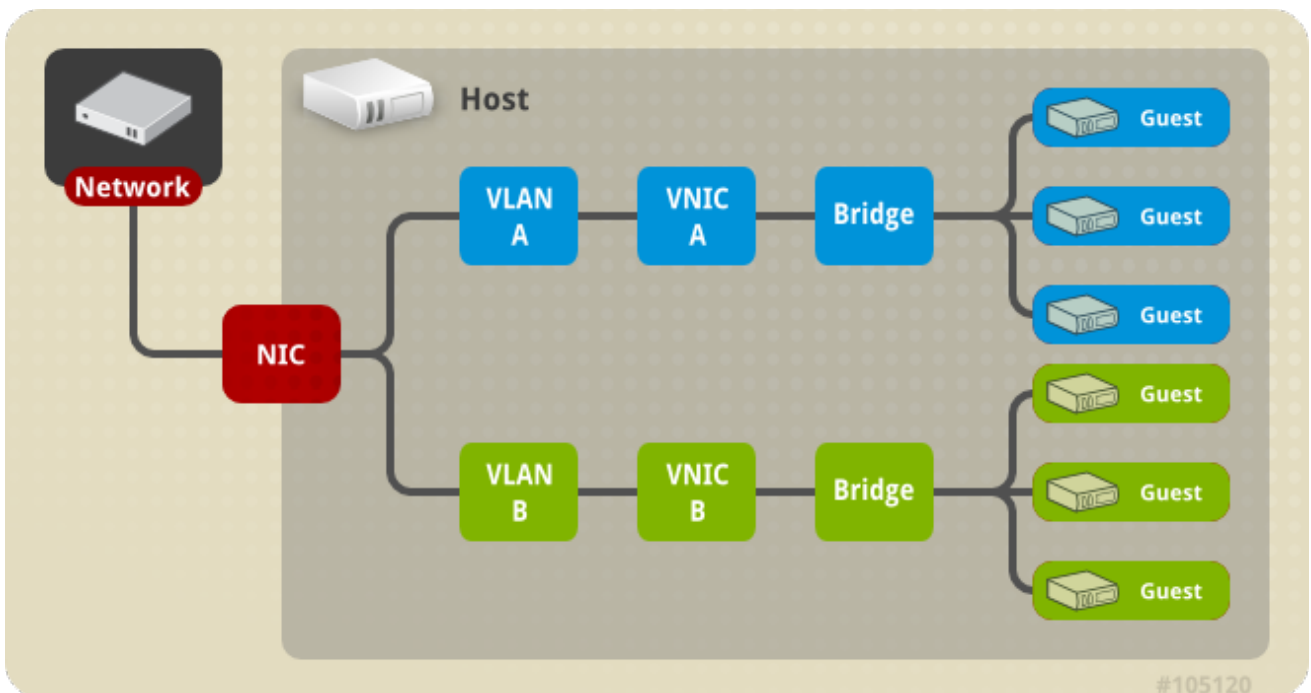 Host
Network
Guest
VLAN
A
VNIC
A
Bridge
Guest
Guest
NIC
Guest
VLAN
B
VNIC
B
Bridge
Guest
Guest
#105120